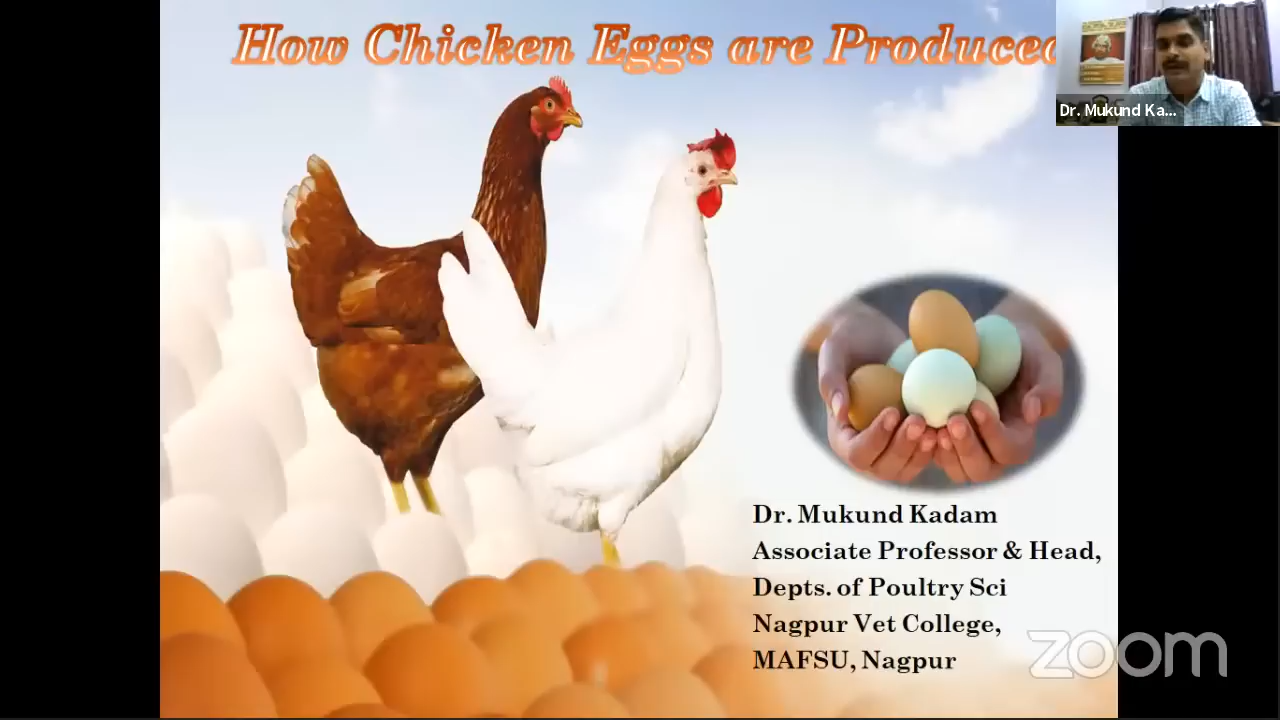 How Chicken Eggs are Produced
Dr. Mukund Ka...
Dr. Mukund Kadam
Associate Professor & Head,
Depts. of Poultry Sci
Nagpur Vet College,
MAFSU, Nagpur
zoom